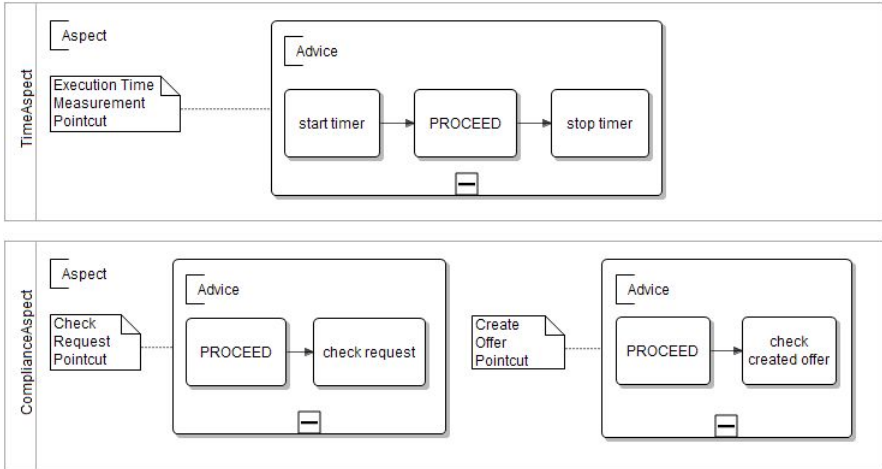 TimeAspect
Aspect
Execution Time
Measurement
Pointcut
Advice
start timer
PROCEED
stop timer
ComplianceAspect
Aspect
Check
Request
Pointcut
Advice
PROCEED
check request
Create
Offer
Pointcut
Advice
PROCEED
check
created offer